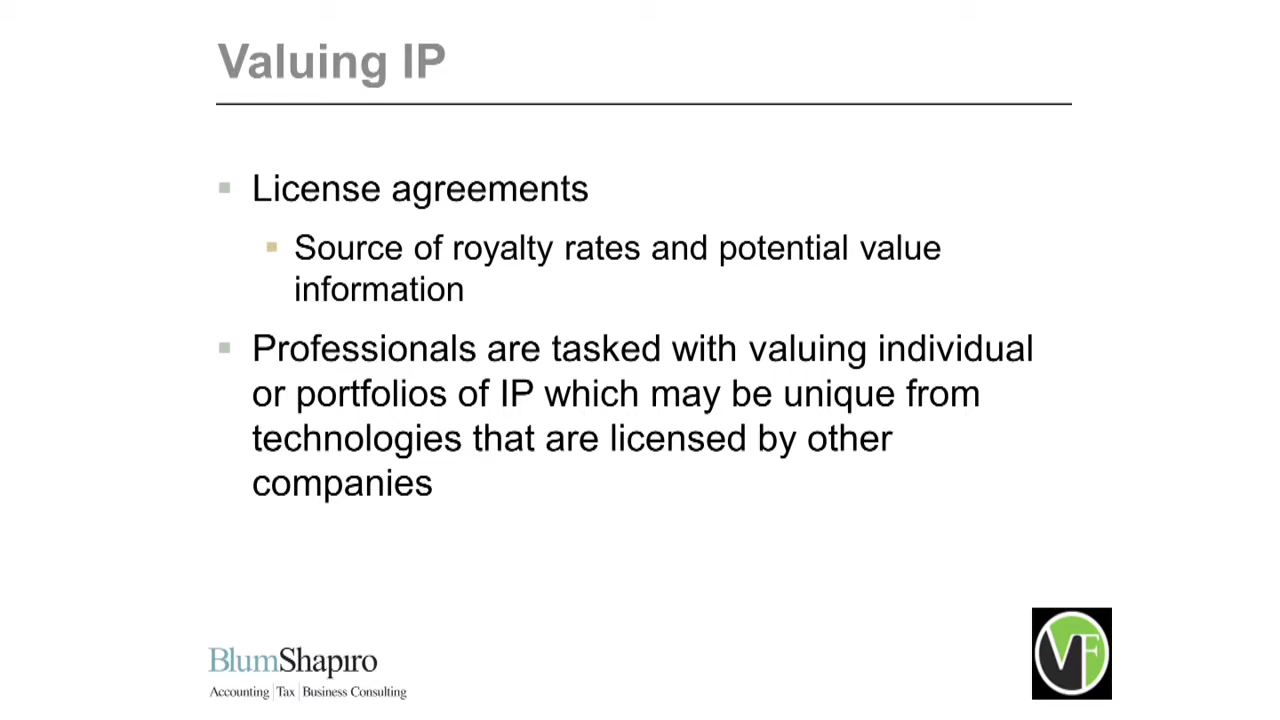 Valuing IP
License agreements
Source of royalty rates and potential value
information
Professionals are tasked with valuing individual
or portfolios of IP which may be unique from
technologies that are licensed by other
companies
BlumShapiro
Accounting | Tax | Business Consulting
VF